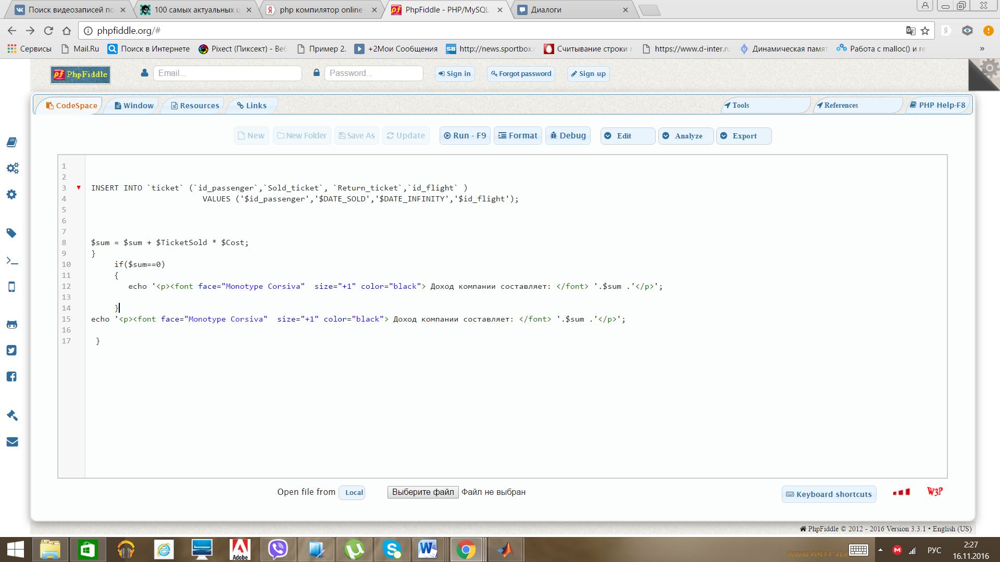 Поиск видеозаписей по
100 самых актуальных ц
php компилятор online
PhpFiddle - PHP/MySQL
Диалоги
phpfiddle.org/#
Сервисы
Mail.Ru
Поиск в Интернете
Pixect (Пиксект) - Веб
Пример 2.
+2Мои Сообщения
http://news.sportbox.r
Считывание строки
https://www.d-inter.ru
Динамическая памят
Работа с malloc() и re
»
PhpFiddle
Email...
Password...
Sign in
Forgot password
Sign up
CodeSpace
Window
Resources
Links
Tools
References
PHP Help-F8
New
New Folder
Save As
Update
Run - F9
Format
Debug
Edit
Analyze
Export
1
2
3 INSERT INTO `ticket` (`id_passenger`,`Sold_ticket`, `Return_ticket`,`id_flight` )
4 VALUES ('$id_passenger','$DATE_SOLD','$DATE_INFINITY','$id_flight');
5
6
7
8 $sum = $sum + $TicketSold * $Cost;
9 }
10 if($sum==0)
11 {
12 echo '<p><font face="Monotype Corsiva"  size="+1" color="black"> Доход компании составляет: </font> '.$sum .'</p>';
13
14 }
15 echo '<p><font face="Monotype Corsiva"  size="+1" color="black"> Доход компании составляет: </font> '.$sum .'</p>';
16
17 }
Open file from
Local
Выберите файл
Файл не выбран
Keyboard shortcuts
W3P
PhpFiddle © 2012 - 2016 Version 3.3.1 • English (US)
lenovo
Adobe
РУС
2:27
16.11.2016